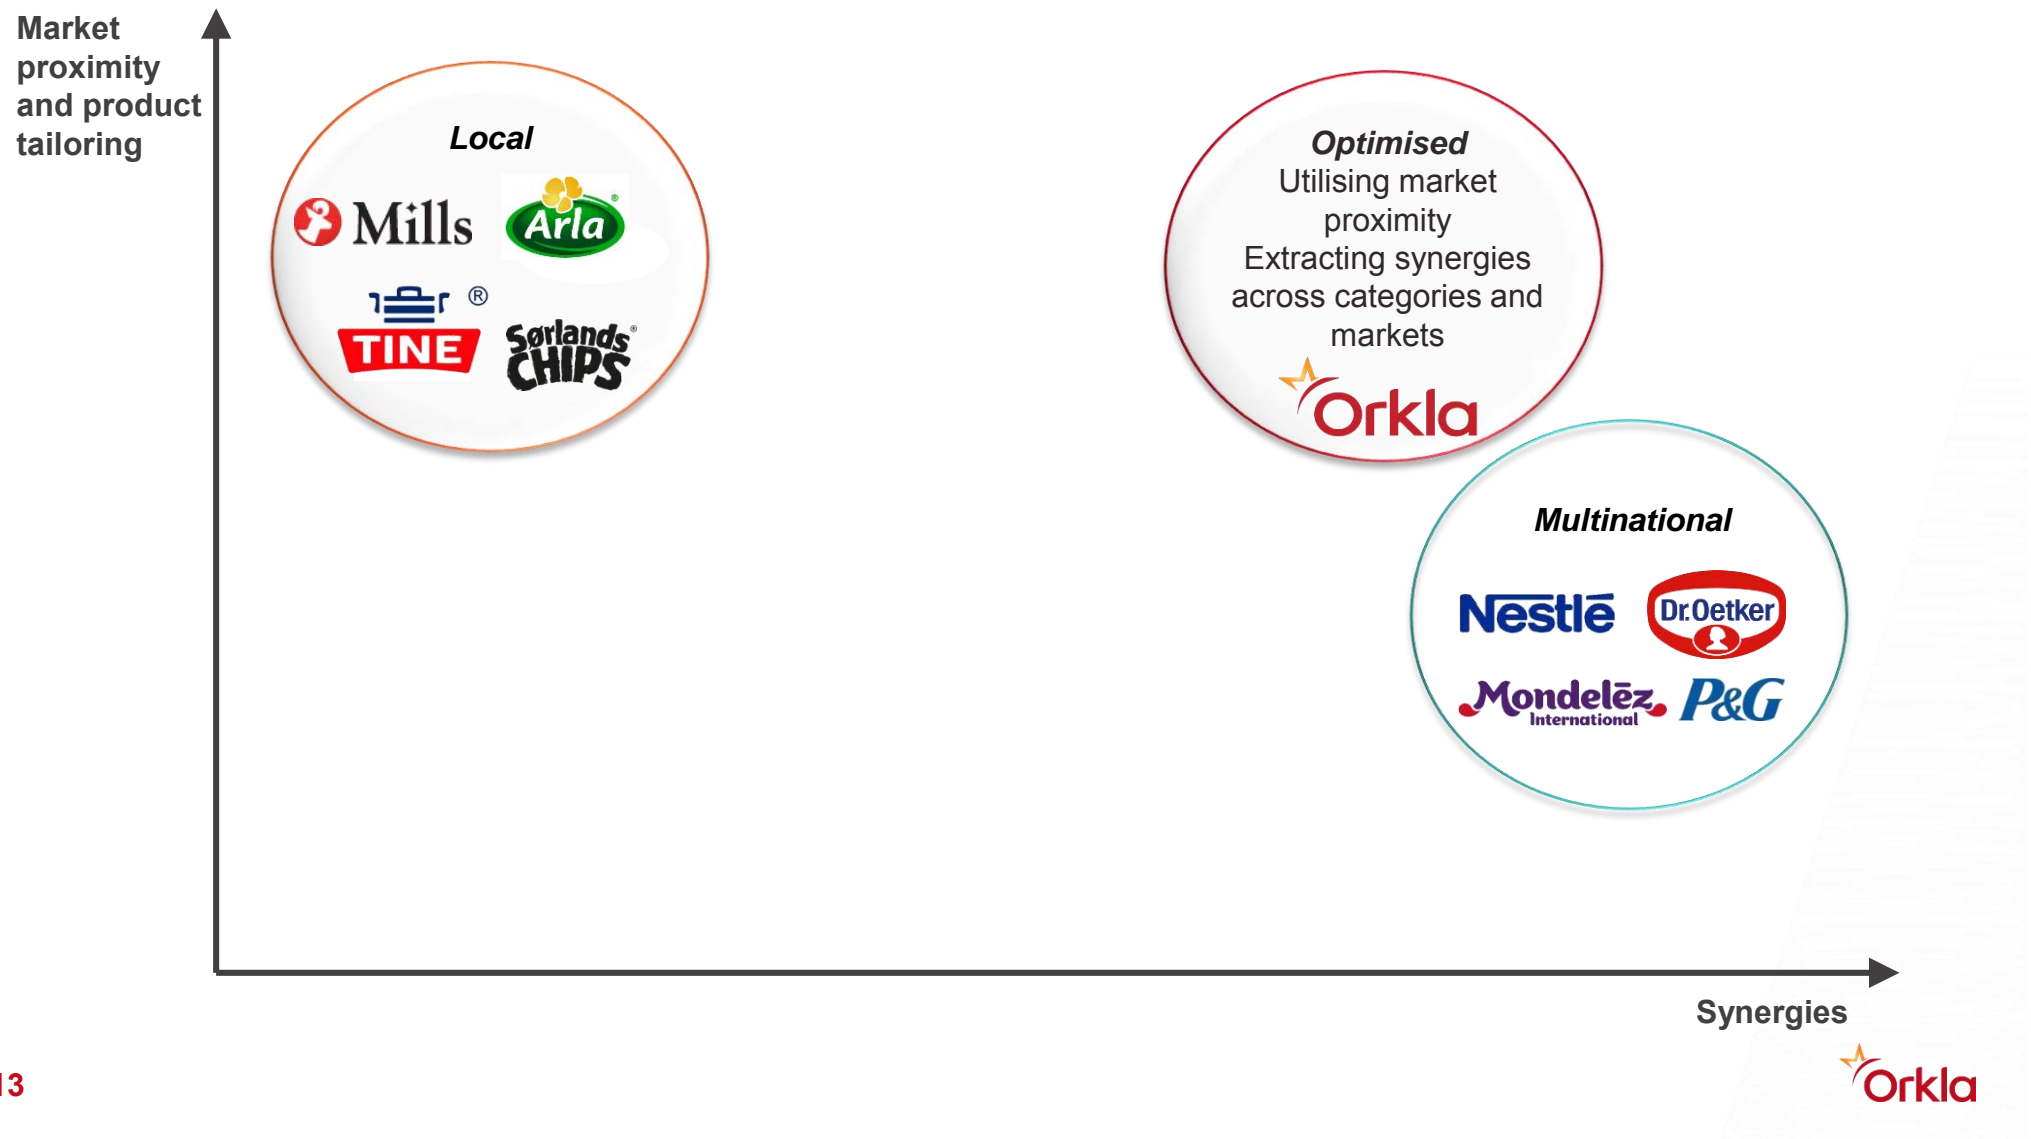 Market
proximity
and product
tailoring
Local
Mills
Arla
®
TINE
®
Sørlands®
CHIPS
Optimised
Utilising market
proximity
Extracting synergies
across categories and
markets
Orkla
Multinational
Nestlé
Dr.Oetker
Mondelēz
International
P&G
Synergies
13
Orkla